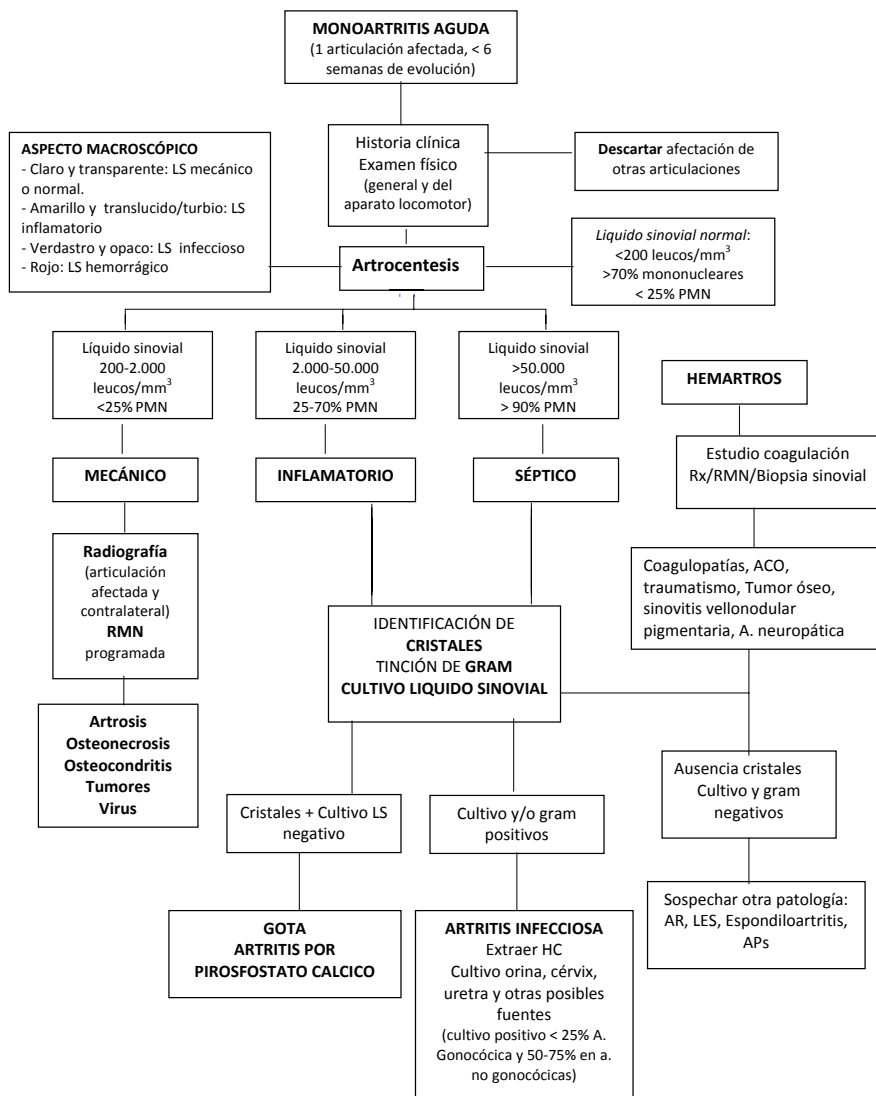 MONOARTRITIS AGUDA
(1 articulación afectada, < 6
semanas de evolución)
ASPECTO MACROSCÓPICO
- Claro y transparente: LS mecánico
o normal.
- Amarillo y translucido/turbio: LS
inflamatorio
- Verdastro y opaco: LS infeccioso
- Rojo: LS hemorrágico
Historia clínica
Examen físico
(general y del
aparato locomotor)
Descartar afectación de
otras articulaciones
Artrocentesis
Liquido sinovial normal:
<200 leucos/mm³
>70% mononucleares
< 25% PMN
Líquido sinovial
200-2.000
leucos/mm³
<25% PMN
Liquido sinovial
2.000-50.000
leucos/mm³
25-70% PMN
Liquido sinovial
>50.000
leucos/mm³
> 90% PMN
HEMARTROS
MECÁNICO
INFLAMATORIO
SÉPTICO
Estudio coagulación
Rx/RMN/Biopsia sinovial
Radiografía
(articulación
afectada y
contralateral)
RMN
programada
Coagulopatías, ACO,
traumatismo, Tumor óseo,
sinovitis vellonodular
pigmentaria, A. neuropática
IDENTIFICACIÓN DE
CRISTALES
TINCIÓN DE GRAM
CULTIVO LIQUIDO SINOVIAL
Artrosis
Osteonecrosis
Osteocondritis
Tumores
Virus
Cristales + Cultivo LS
negativo
Cultivo y/o gram
positivos
Ausencia cristales
Cultivo y gram
negativos
GOTA
ARTRITIS POR
PIROSFOSTATO CALCICO
ARTRITIS INFECCIOSA
Extraer HC
Cultivo orina, cérvix,
uretra y otras posibles
fuentes
(cultivo positivo < 25% A.
Gonocócica y 50-75% en a.
no gonocócicas)
Sospechar otra patología:
AR, LES, Espondiloartritis,
APs